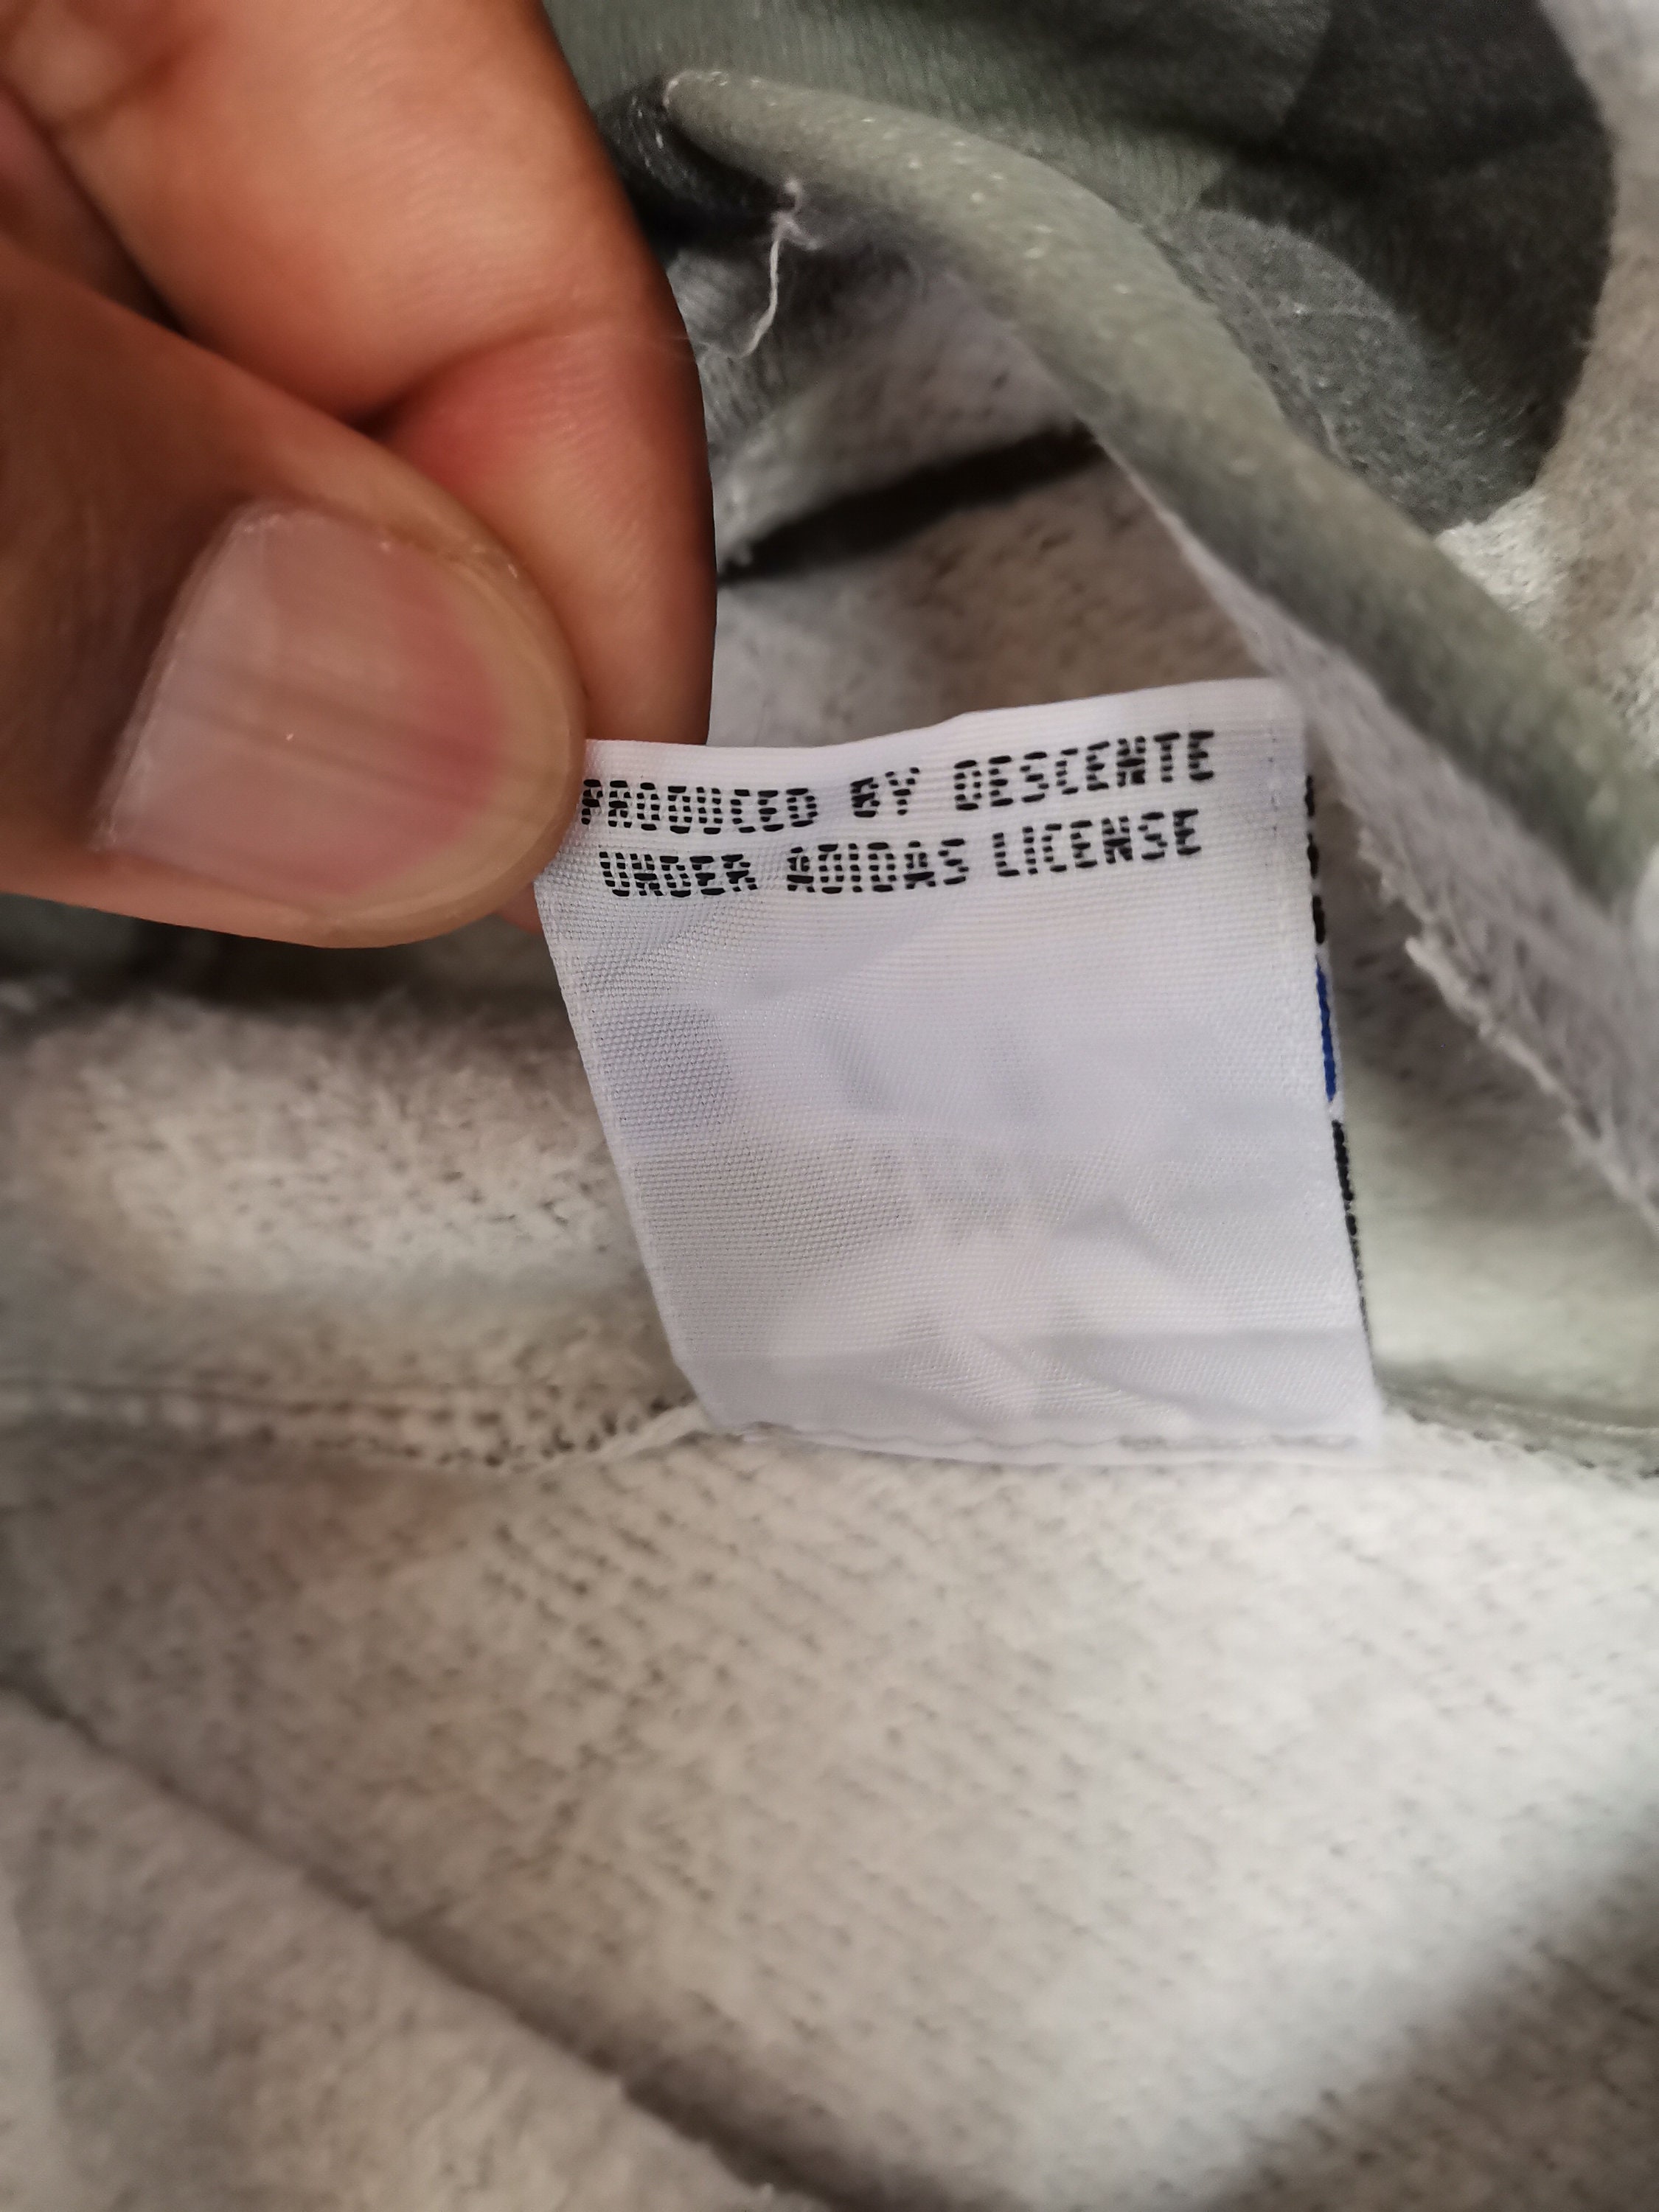 PRODUCED BY DESCENTE
UNDER ADIDAS LICENSE